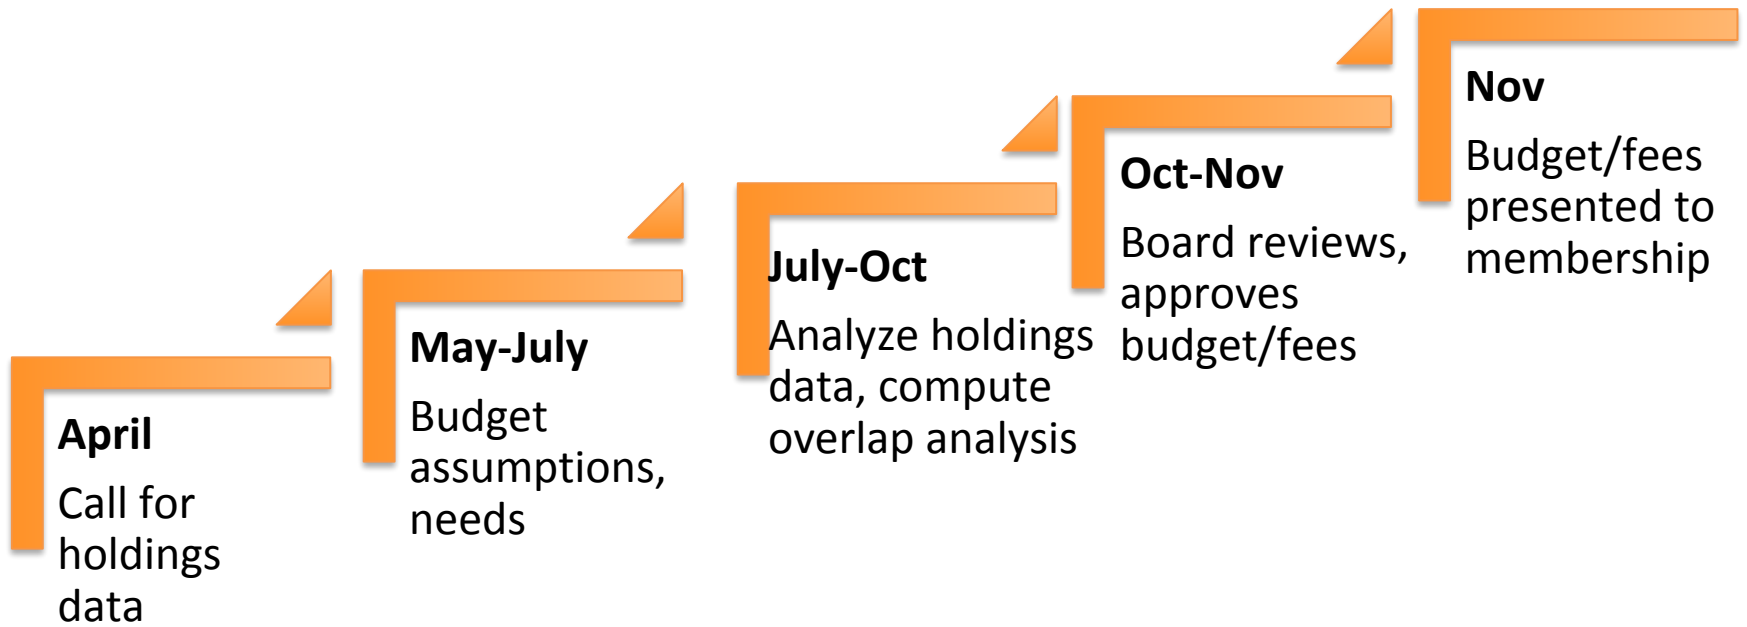 April
Call for
holdings
data
May-July
Budget
assumptions,
needs
July-Oct
Analyze holdings
data, compute
overlap analysis
Oct-Nov
Board reviews,
approves
budget/fees
Nov
Budget/fees
presented to
membership